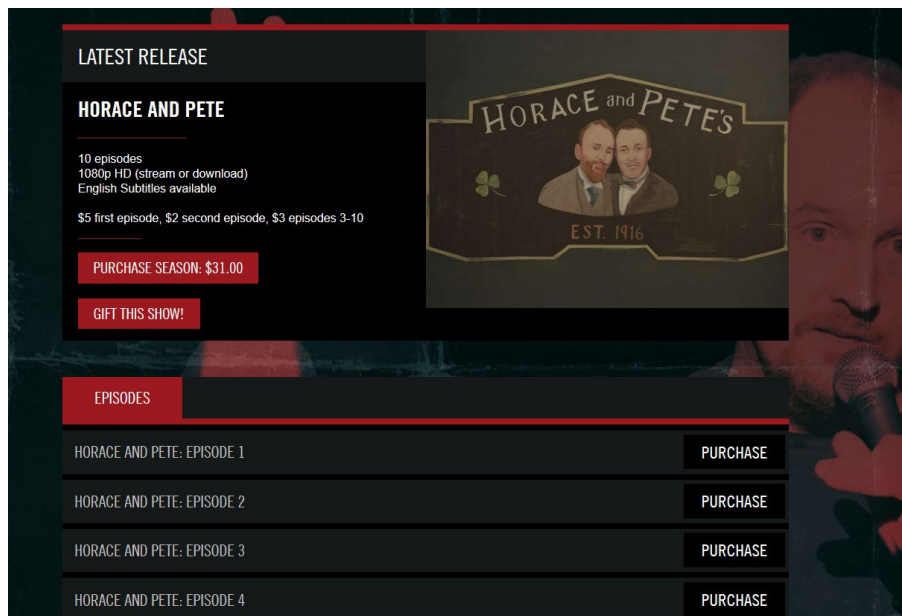 LATEST RELEASE
HORACE AND PETE
10 episodes
1080p HD (stream or download)
English Subtitles available
$5 first episode, $2 second episode, $3 episodes 3-10
PURCHASE SEASON: $31.00
GIFT THIS SHOW!
HORACE and PETE'S
EST. 1916
EPISODES
HORACE AND PETE: EPISODE 1 PURCHASE
HORACE AND PETE: EPISODE 2 PURCHASE
HORACE AND PETE: EPISODE 3 PURCHASE
HORACE AND PETE: EPISODE 4 PURCHASE